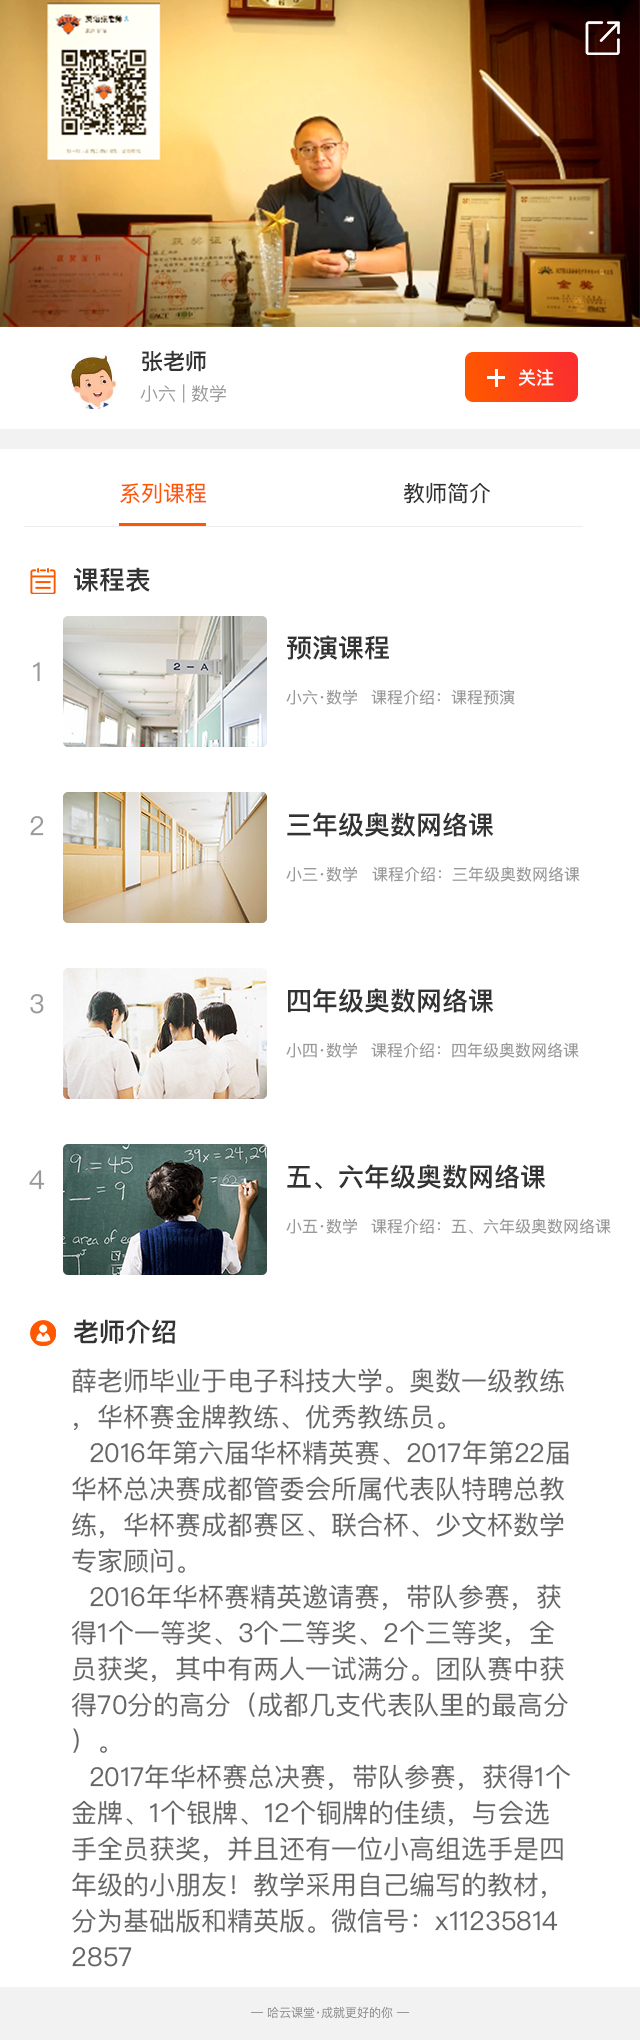 获奖证书
获奖证书
金奖
张老师
小六 | 数学
关注
系列课程
教师简介
课程表
1
2－A
预演课程
小六·数学 课程介绍：课程预演
2
三年级奥数网络课
小三·数学 课程介绍：三年级奥数网络课
3
四年级奥数网络课
小四·数学 课程介绍：四年级奥数网络课
4
9 = 45
= 9
39x = 24,29
area of
五、六年级奥数网络课
小五·数学 课程介绍：五、六年级奥数网络课
老师介绍
薛老师毕业于电子科技大学。奥数一级教练
，华杯赛金牌教练、优秀教练员。
2016年第六届华杯精英赛、2017年第22届
华杯总决赛成都管委会所属代表队特聘总教
练，华杯赛成都赛区、联合杯、少文杯数学
专家顾问。
2016年华杯赛精英邀请赛，带队参赛，获
得1个一等奖、3个二等奖、2个三等奖，全
员获奖，其中有两人一试满分。团队赛中获
得70分的高分（成都几支代表队里的最高分
）。
2017年华杯赛总决赛，带队参赛，获得1个
金牌、1个银牌、12个铜牌的佳绩，与会选
手全员获奖，并且还有一位小高组选手是四
年级的小朋友！教学采用自己编写的教材，
分为基础版和精英版。微信号：x11235814
2857
— 哈云课堂·成就更好的你 —